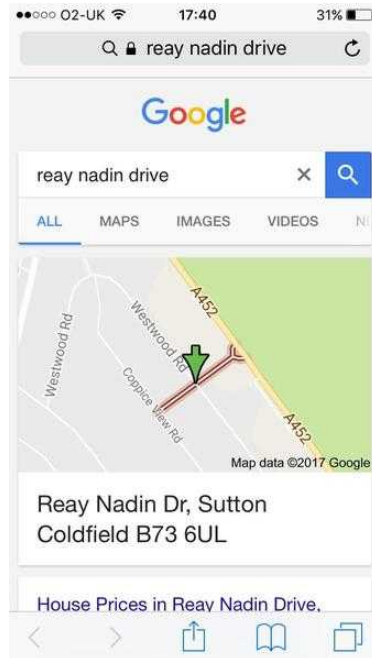 O2-UK 17:40 31%
reay nadin drive
Google
reay nadin drive
ALL MAPS IMAGES VIDEOS
A452
Westwood Rd
Westwood Rd
Coppice View Rd
A452
Map data ©2017 Google
Reay Nadin Dr, Sutton
Coldfield B73 6UL
House Prices in Reay Nadin Drive,